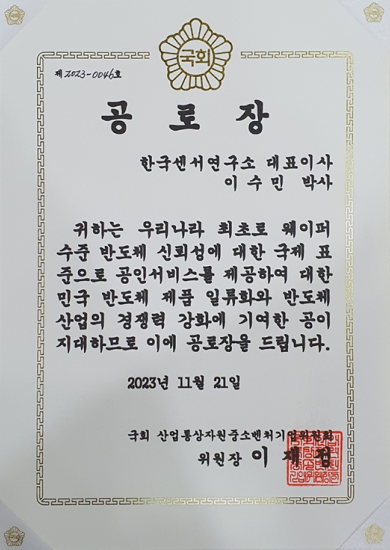 국회
제2023-0046호
공로장
한국센서연구소 대표이사
이수민 박사
귀하는 우리나라 최초로 웨이퍼
수준 반도체 신뢰성에 대한 국제 표
준으로 공인서비스를 제공하여 대한
민국 반도체 제품 일류화와 반도체
산업의 경쟁력 강화에 기여한 공이
지대하므로 이에 공로장을 드립니다.
2023년 11월 21일
국회 산업통상자원중소벤처기업위원회
위원장 이재정